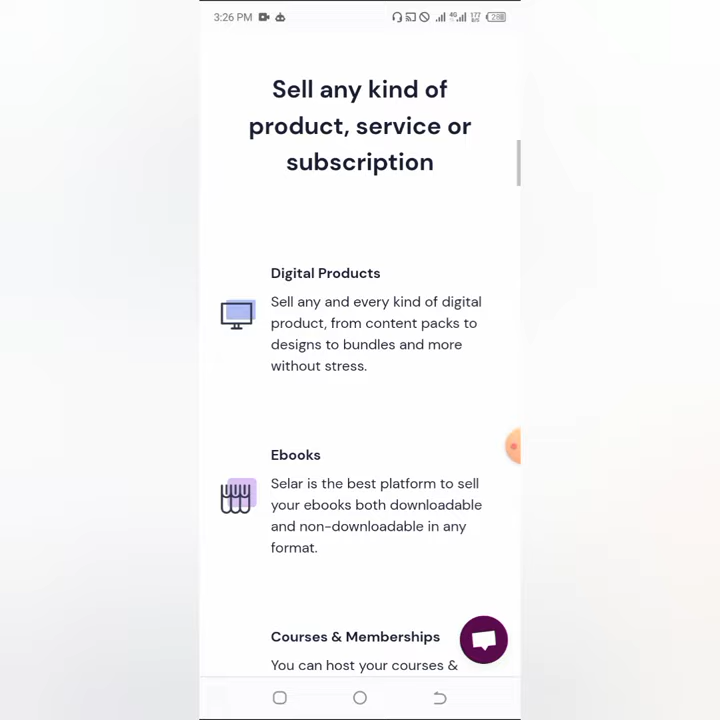 3:26 PM
4G
177
B/S
28
Sell any kind of
product, service or
subscription
Digital Products
Sell any and every kind of digital
product, from content packs to
designs to bundles and more
without stress.
Ebooks
Selar is the best platform to sell
your ebooks both downloadable
and non-downloadable in any
format.
Courses & Memberships
You can host your courses &